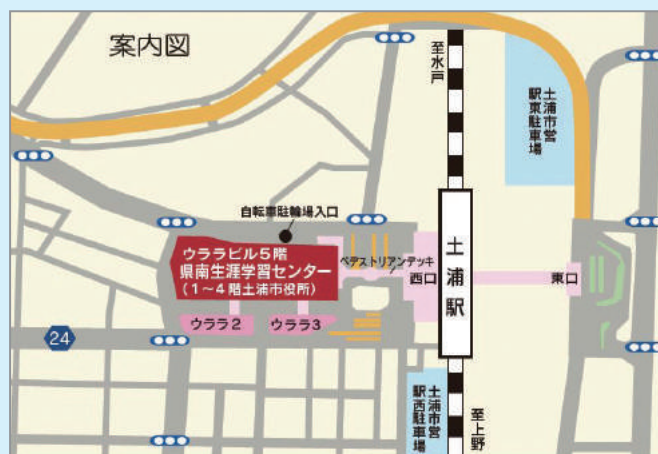 案内図
至水戸
土浦市営
駅東駐車場
自転車駐輪場入口
ウララビル5階
県南生涯学習センター
(1～4階土浦市役所)
ペデストリアンデッキ
西口
土浦駅
東口
ウララ2
ウララ3
24
土浦市営
駅西駐車場
至上野